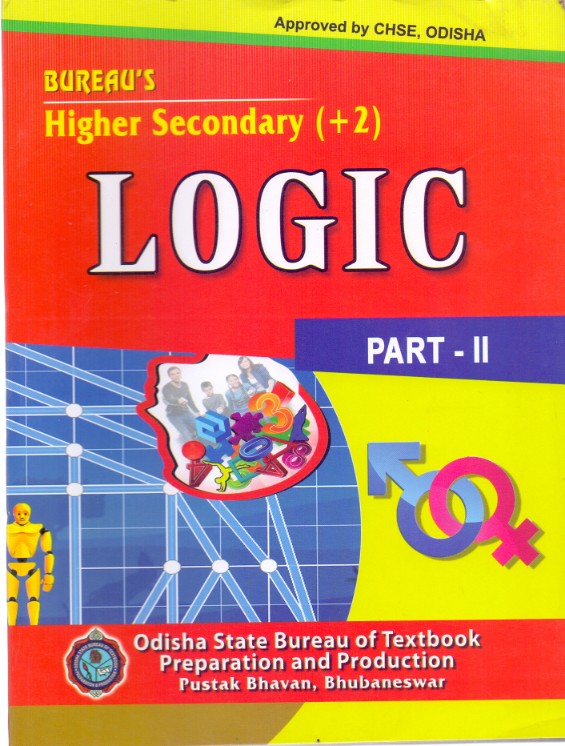 Approved by CHSE, ODISHA
BUREAU'S
Higher Secondary (+2)
LOGIC
PART - II
Odisha State Bureau of Textbook
Preparation and Production
Pustak Bhavan, Bhubaneswar